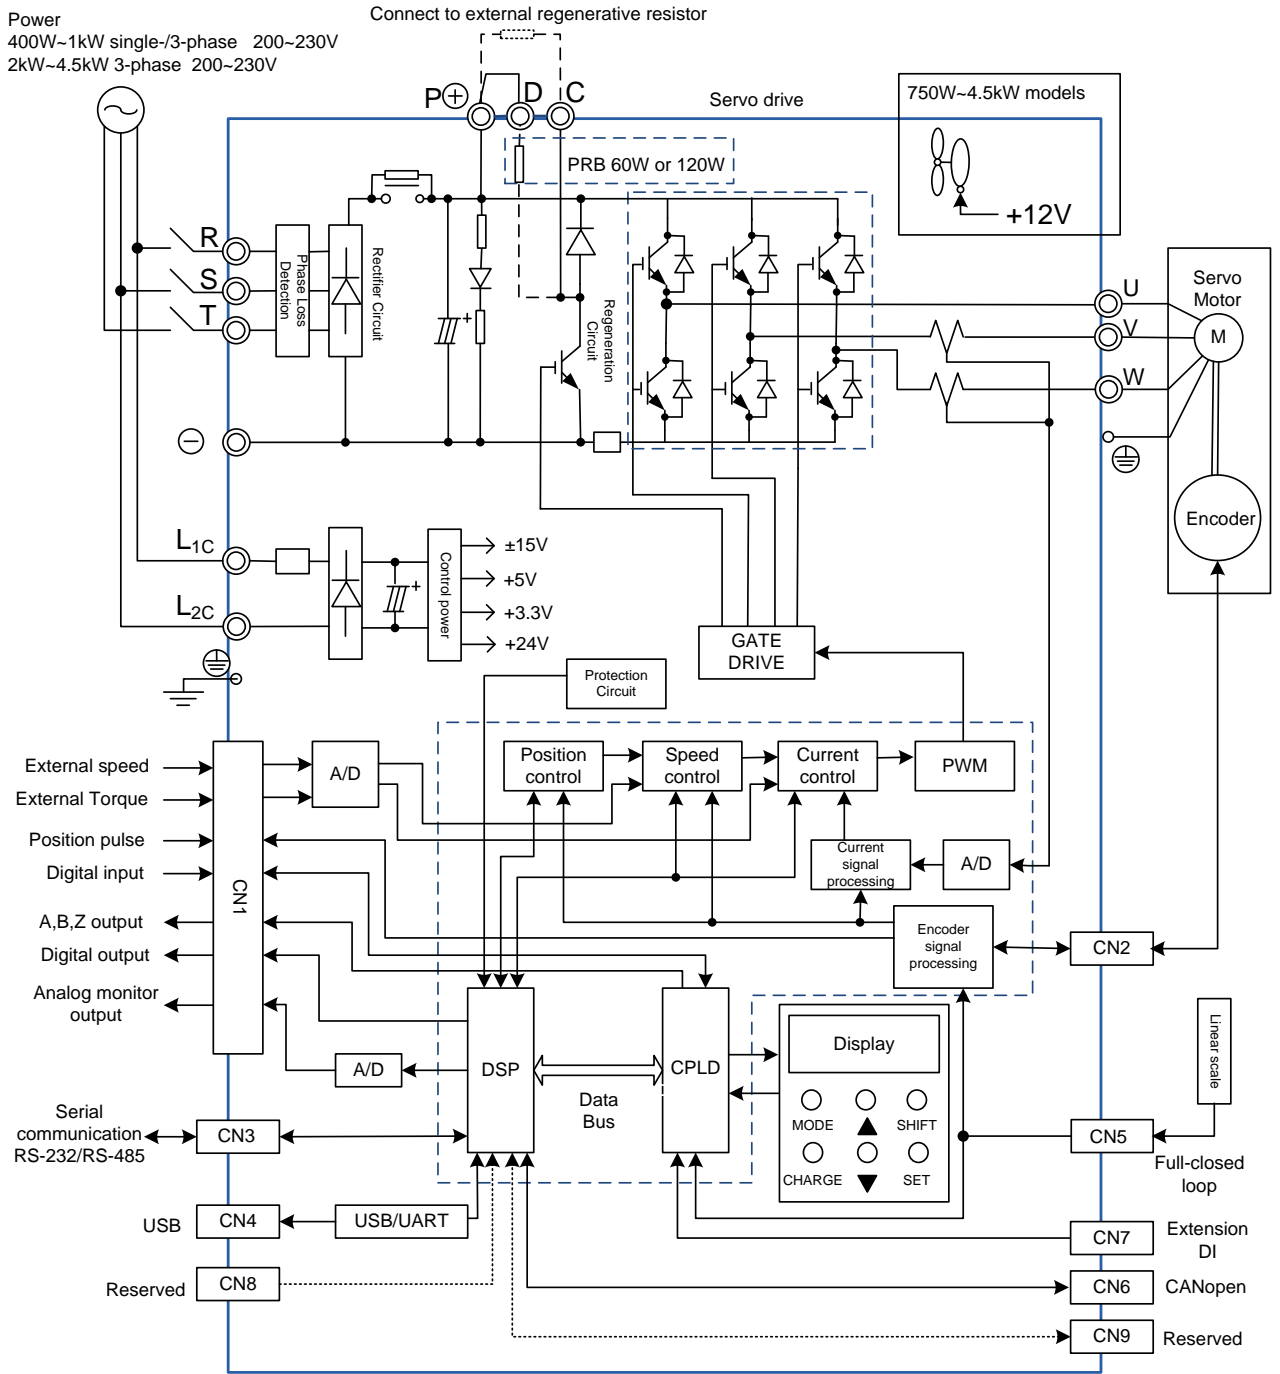 Power
400W~1kW single-/3-phase 200~230V
2kW~4.5kW 3-phase 200~230V
Connect to external regenerative resistor
P⊕
D
C
Servo drive
750W~4.5kW models
+12V
PRB 60W or 120W
R
S
T
Phase Loss
Detection
Rectifier Circuit
+
Regeneration
Circuit
U
V
W
Servo
Motor
M
Encoder
L1C
L2C
+
Control power
±15V
+5V
+3.3V
+24V
GATE
DRIVE
Protection
Circuit
External speed
External Torque
Position pulse
Digital input
A,B,Z output
Digital output
Analog monitor
output
CN1
A/D
Position
control
Speed
control
Current
control
PWM
Current
signal
processing
A/D
Encoder
signal
processing
CN2
DSP
Data
Bus
CPLD
A/D
Display
MODE
▲
SHIFT
CHARGE
▼
SET
Linear scale
Serial
communication
RS-232/RS-485
CN3
CN5
Full-closed
loop
USB
CN4
USB/UART
CN7
Extension
DI
Reserved
CN8
CN6
CANopen
CN9
Reserved